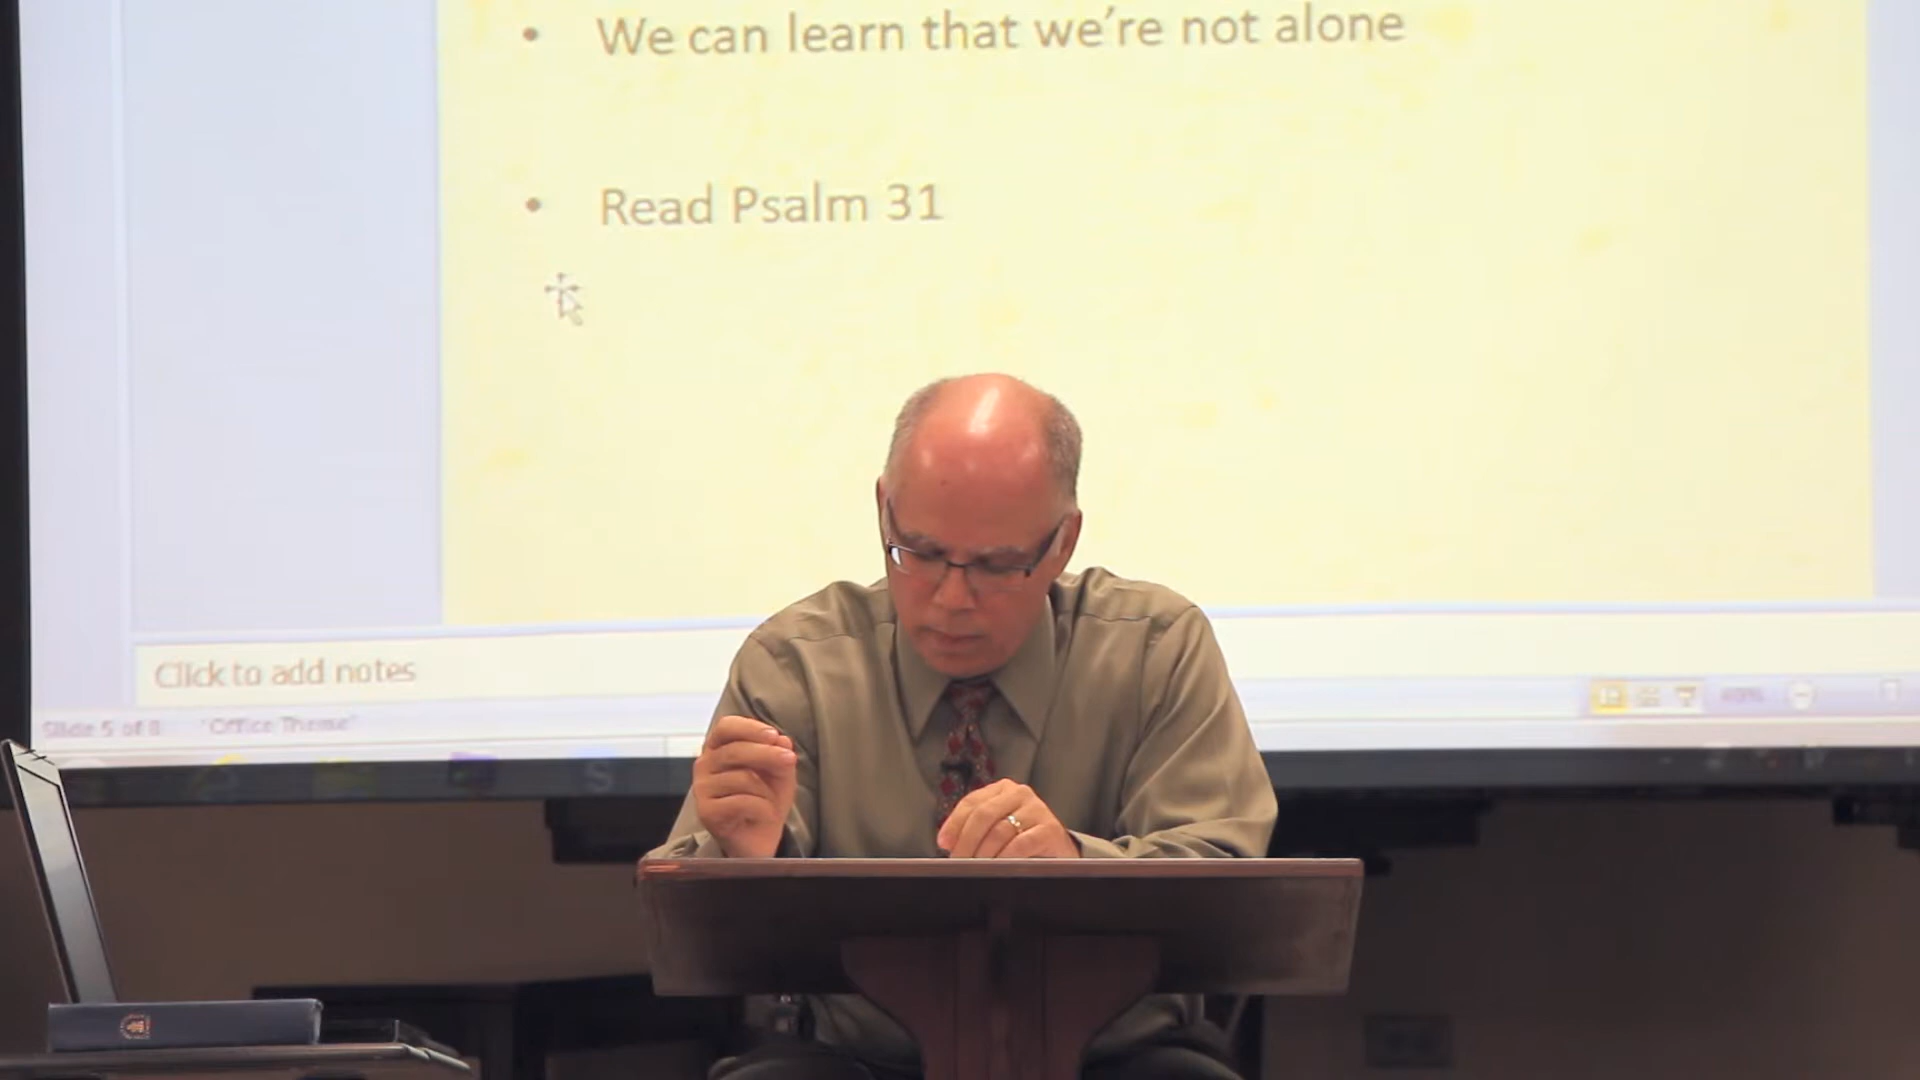 • We can learn that we're not alone
• Read Psalm 31
Click to add notes
Slide 5 of 8 "Office Theme"